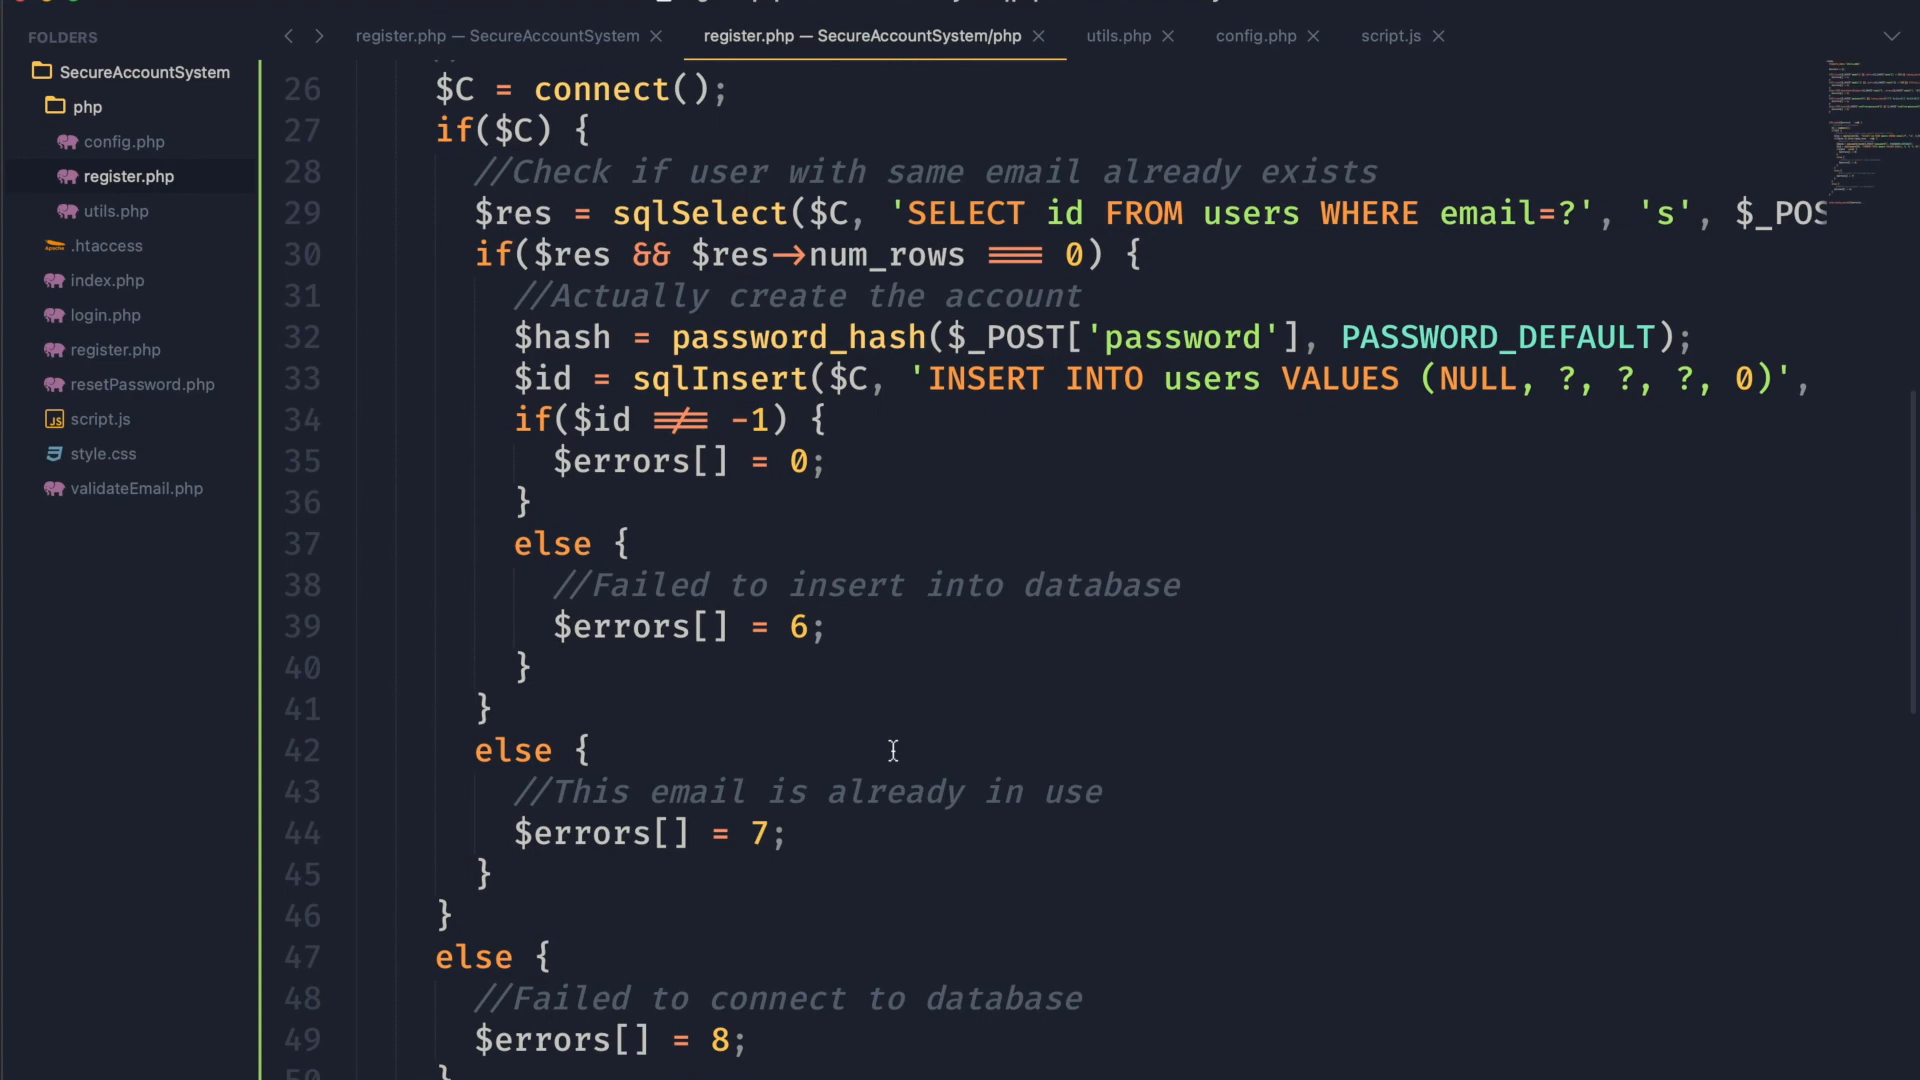 FOLDERS
SecureAccountSystem
php
config.php
register.php
utils.php
.htaccess
index.php
login.php
register.php
resetPassword.php
script.js
style.css
validateEmail.php
register.php — SecureAccountSystem
register.php — SecureAccountSystem/php
utils.php
config.php
script.js
26 $C = connect();
27 if($C) {
28 //Check if user with same email already exists
29 $res = sqlSelect($C, 'SELECT id FROM users WHERE email=?', 's', $_POS
30 if($res && $res->num_rows === 0) {
31 //Actually create the account
32 $hash = password_hash($_POST['password'], PASSWORD_DEFAULT);
33 $id = sqlInsert($C, 'INSERT INTO users VALUES (NULL, ?, ?, ?, 0)',
34 if($id !== -1) {
35 $errors[] = 0;
36 }
37 else {
38 //Failed to insert into database
39 $errors[] = 6;
40 }
41 }
42 else {
43 //This email is already in use
44 $errors[] = 7;
45 }
46 }
47 else {
48 //Failed to connect to database
49 $errors[] = 8;
50 }